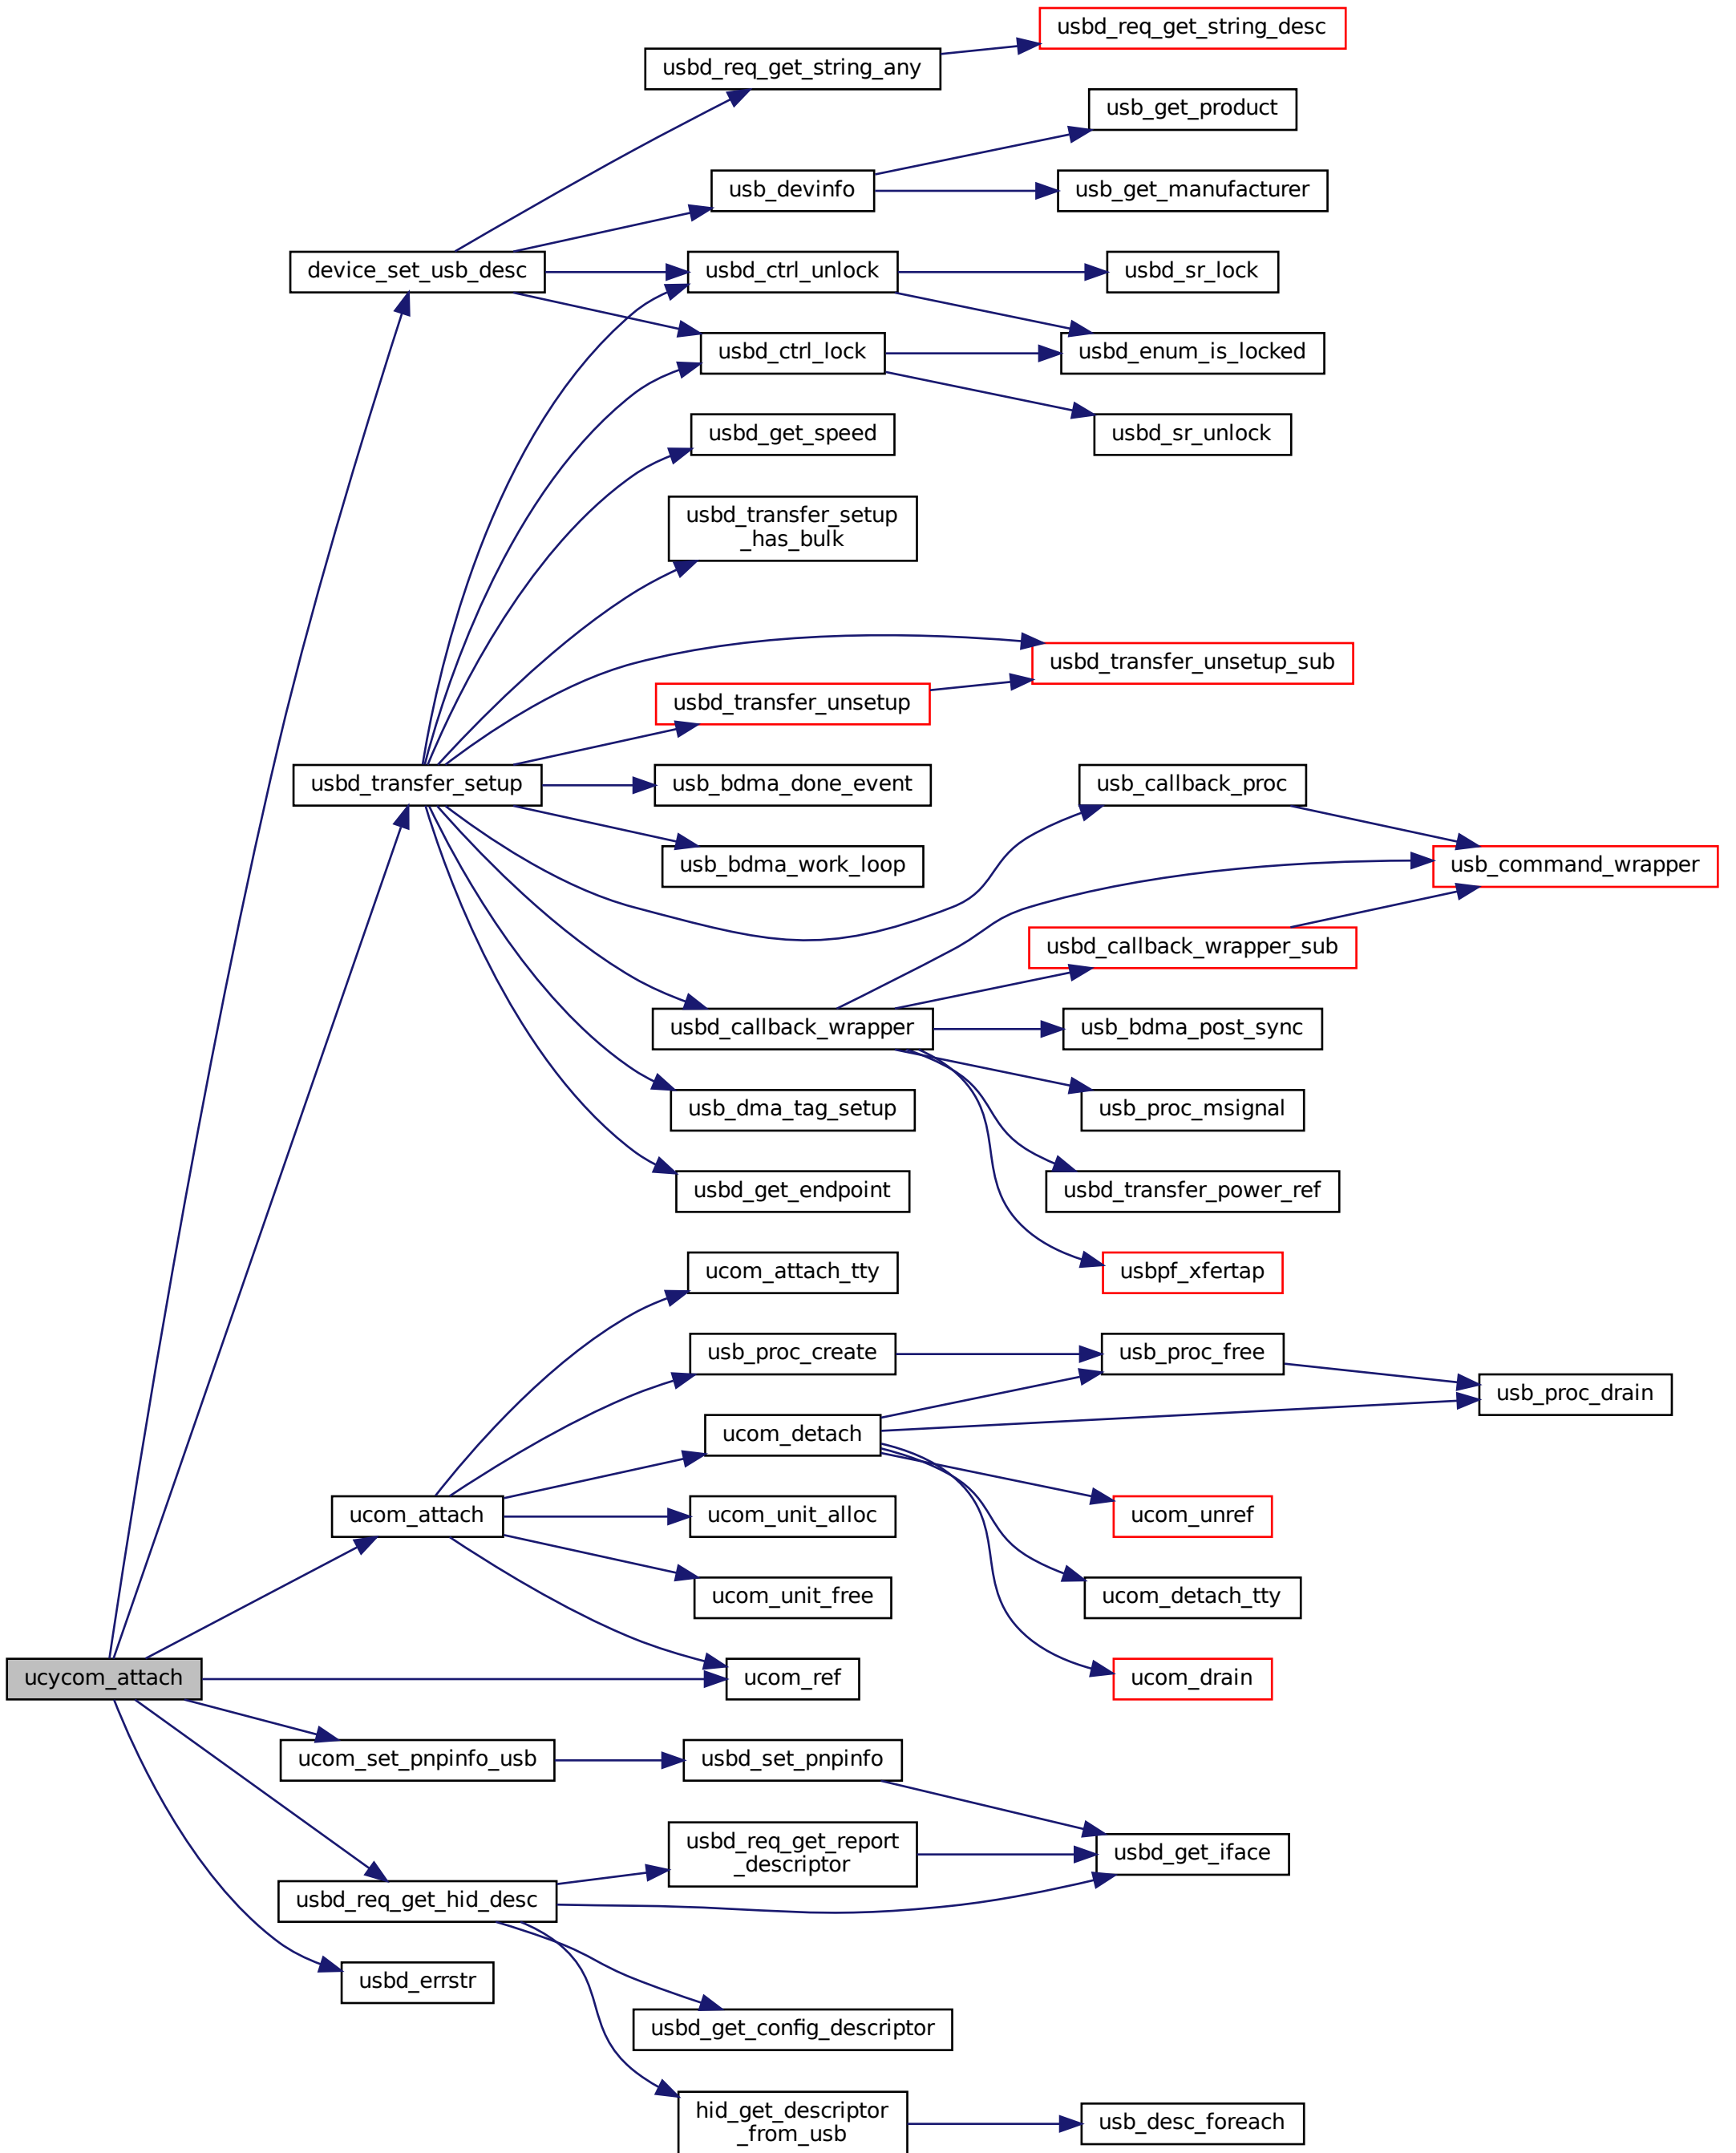 usbd_req_get_string_desc
usbd_req_get_string_any
usb_get_product
usb_devinfo
usb_get_manufacturer
device_set_usb_desc
usbd_ctrl_unlock
usbd_sr_lock
usbd_ctrl_lock
usbd_enum_is_locked
usbd_get_speed
usbd_sr_unlock
usbd_transfer_setup
_has_bulk
usbd_transfer_unsetup_sub
usbd_transfer_unsetup
usbd_transfer_setup
usb_bdma_done_event
usb_callback_proc
usb_bdma_work_loop
usb_command_wrapper
usbd_callback_wrapper_sub
usbd_callback_wrapper
usb_bdma_post_sync
usb_dma_tag_setup
usb_proc_msignal
usbd_get_endpoint
usbd_transfer_power_ref
ucom_attach_tty
usbpf_xfertap
usb_proc_create
usb_proc_free
usb_proc_drain
ucom_detach
ucom_attach
ucom_unit_alloc
ucom_unref
ucom_unit_free
ucom_detach_tty
ucycom_attach
ucom_ref
ucom_drain
ucom_set_pnpinfo_usb
usbd_set_pnpinfo
usbd_req_get_report
_descriptor
usbd_get_iface
usbd_req_get_hid_desc
usbd_errstr
usbd_get_config_descriptor
hid_get_descriptor
_from_usb
usb_desc_foreach